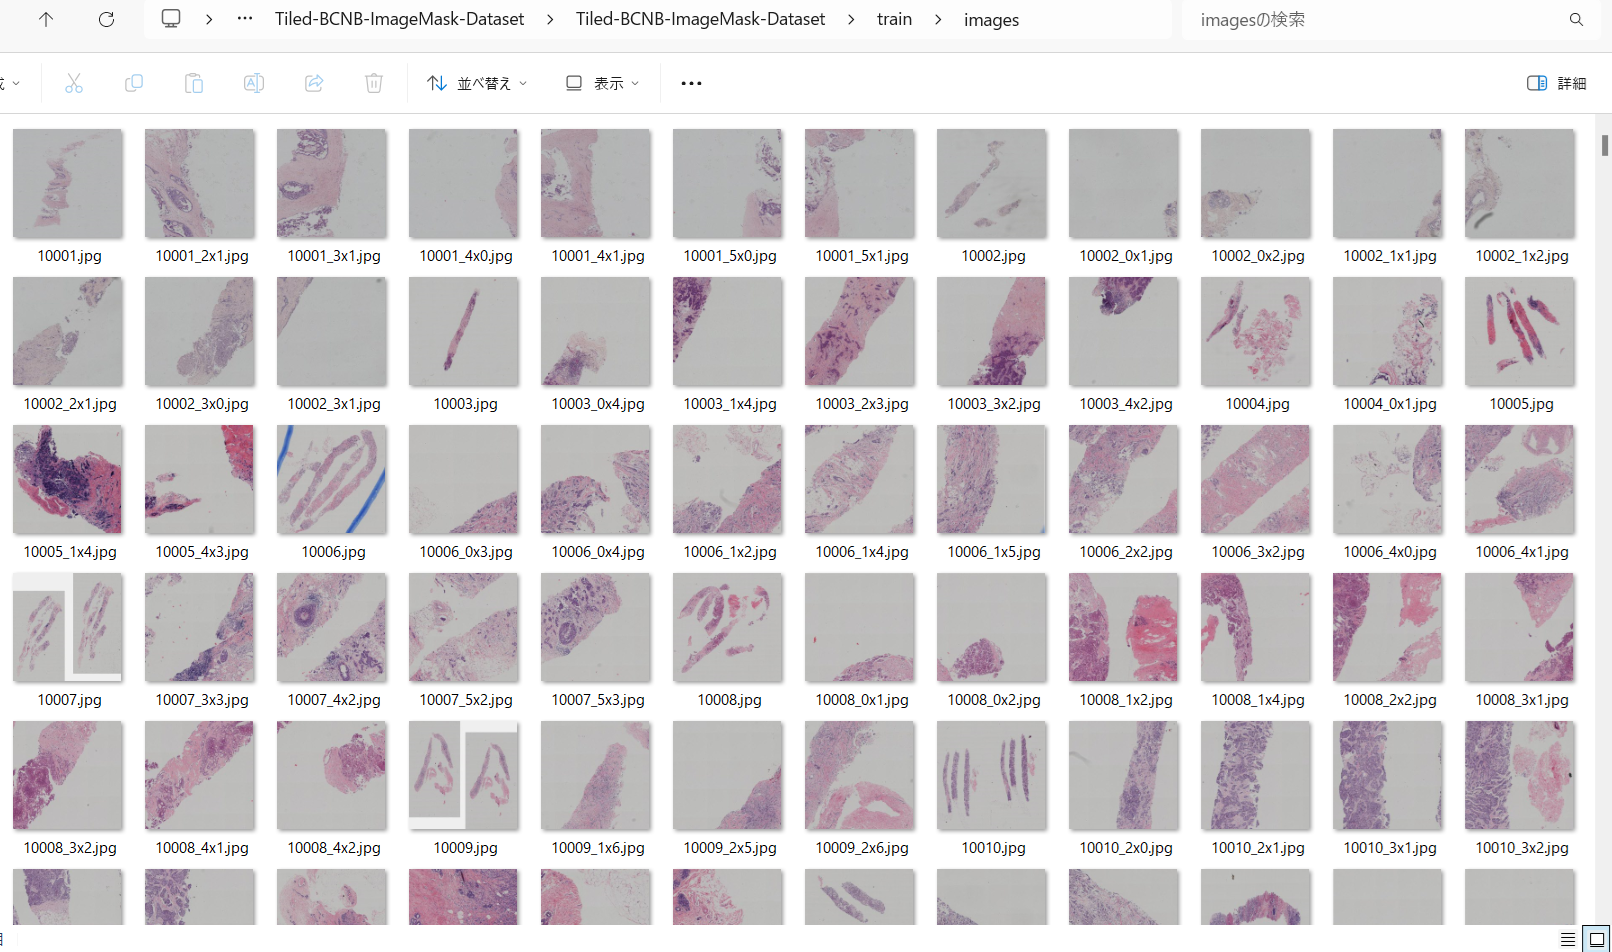 Tiled-BCNB-ImageMask-Dataset > Tiled-BCNB-ImageMask-Dataset > train > images imagesの検索
並べ替え 表示 詳細
10001.jpg 10001_2x1.jpg 10001_3x1.jpg 10001_4x0.jpg 10001_4x1.jpg 10001_5x0.jpg 10001_5x1.jpg 10002.jpg 10002_0x1.jpg 10002_0x2.jpg 10002_1x1.jpg 10002_1x2.jpg
10002_2x1.jpg 10002_3x0.jpg 10002_3x1.jpg 10003.jpg 10003_0x4.jpg 10003_1x4.jpg 10003_2x3.jpg 10003_3x2.jpg 10003_4x2.jpg 10004.jpg 10004_0x1.jpg 10005.jpg
10005_1x4.jpg 10005_4x3.jpg 10006.jpg 10006_0x3.jpg 10006_0x4.jpg 10006_1x2.jpg 10006_1x4.jpg 10006_1x5.jpg 10006_2x2.jpg 10006_3x2.jpg 10006_4x0.jpg 10006_4x1.jpg
10007.jpg 10007_3x3.jpg 10007_4x2.jpg 10007_5x2.jpg 10007_5x3.jpg 10008.jpg 10008_0x1.jpg 10008_0x2.jpg 10008_1x2.jpg 10008_1x4.jpg 10008_2x2.jpg 10008_3x1.jpg
10008_3x2.jpg 10008_4x1.jpg 10008_4x2.jpg 10009.jpg 10009_1x6.jpg 10009_2x5.jpg 10009_2x6.jpg 10010.jpg 10010_2x0.jpg 10010_2x1.jpg 10010_3x1.jpg 10010_3x2.jpg